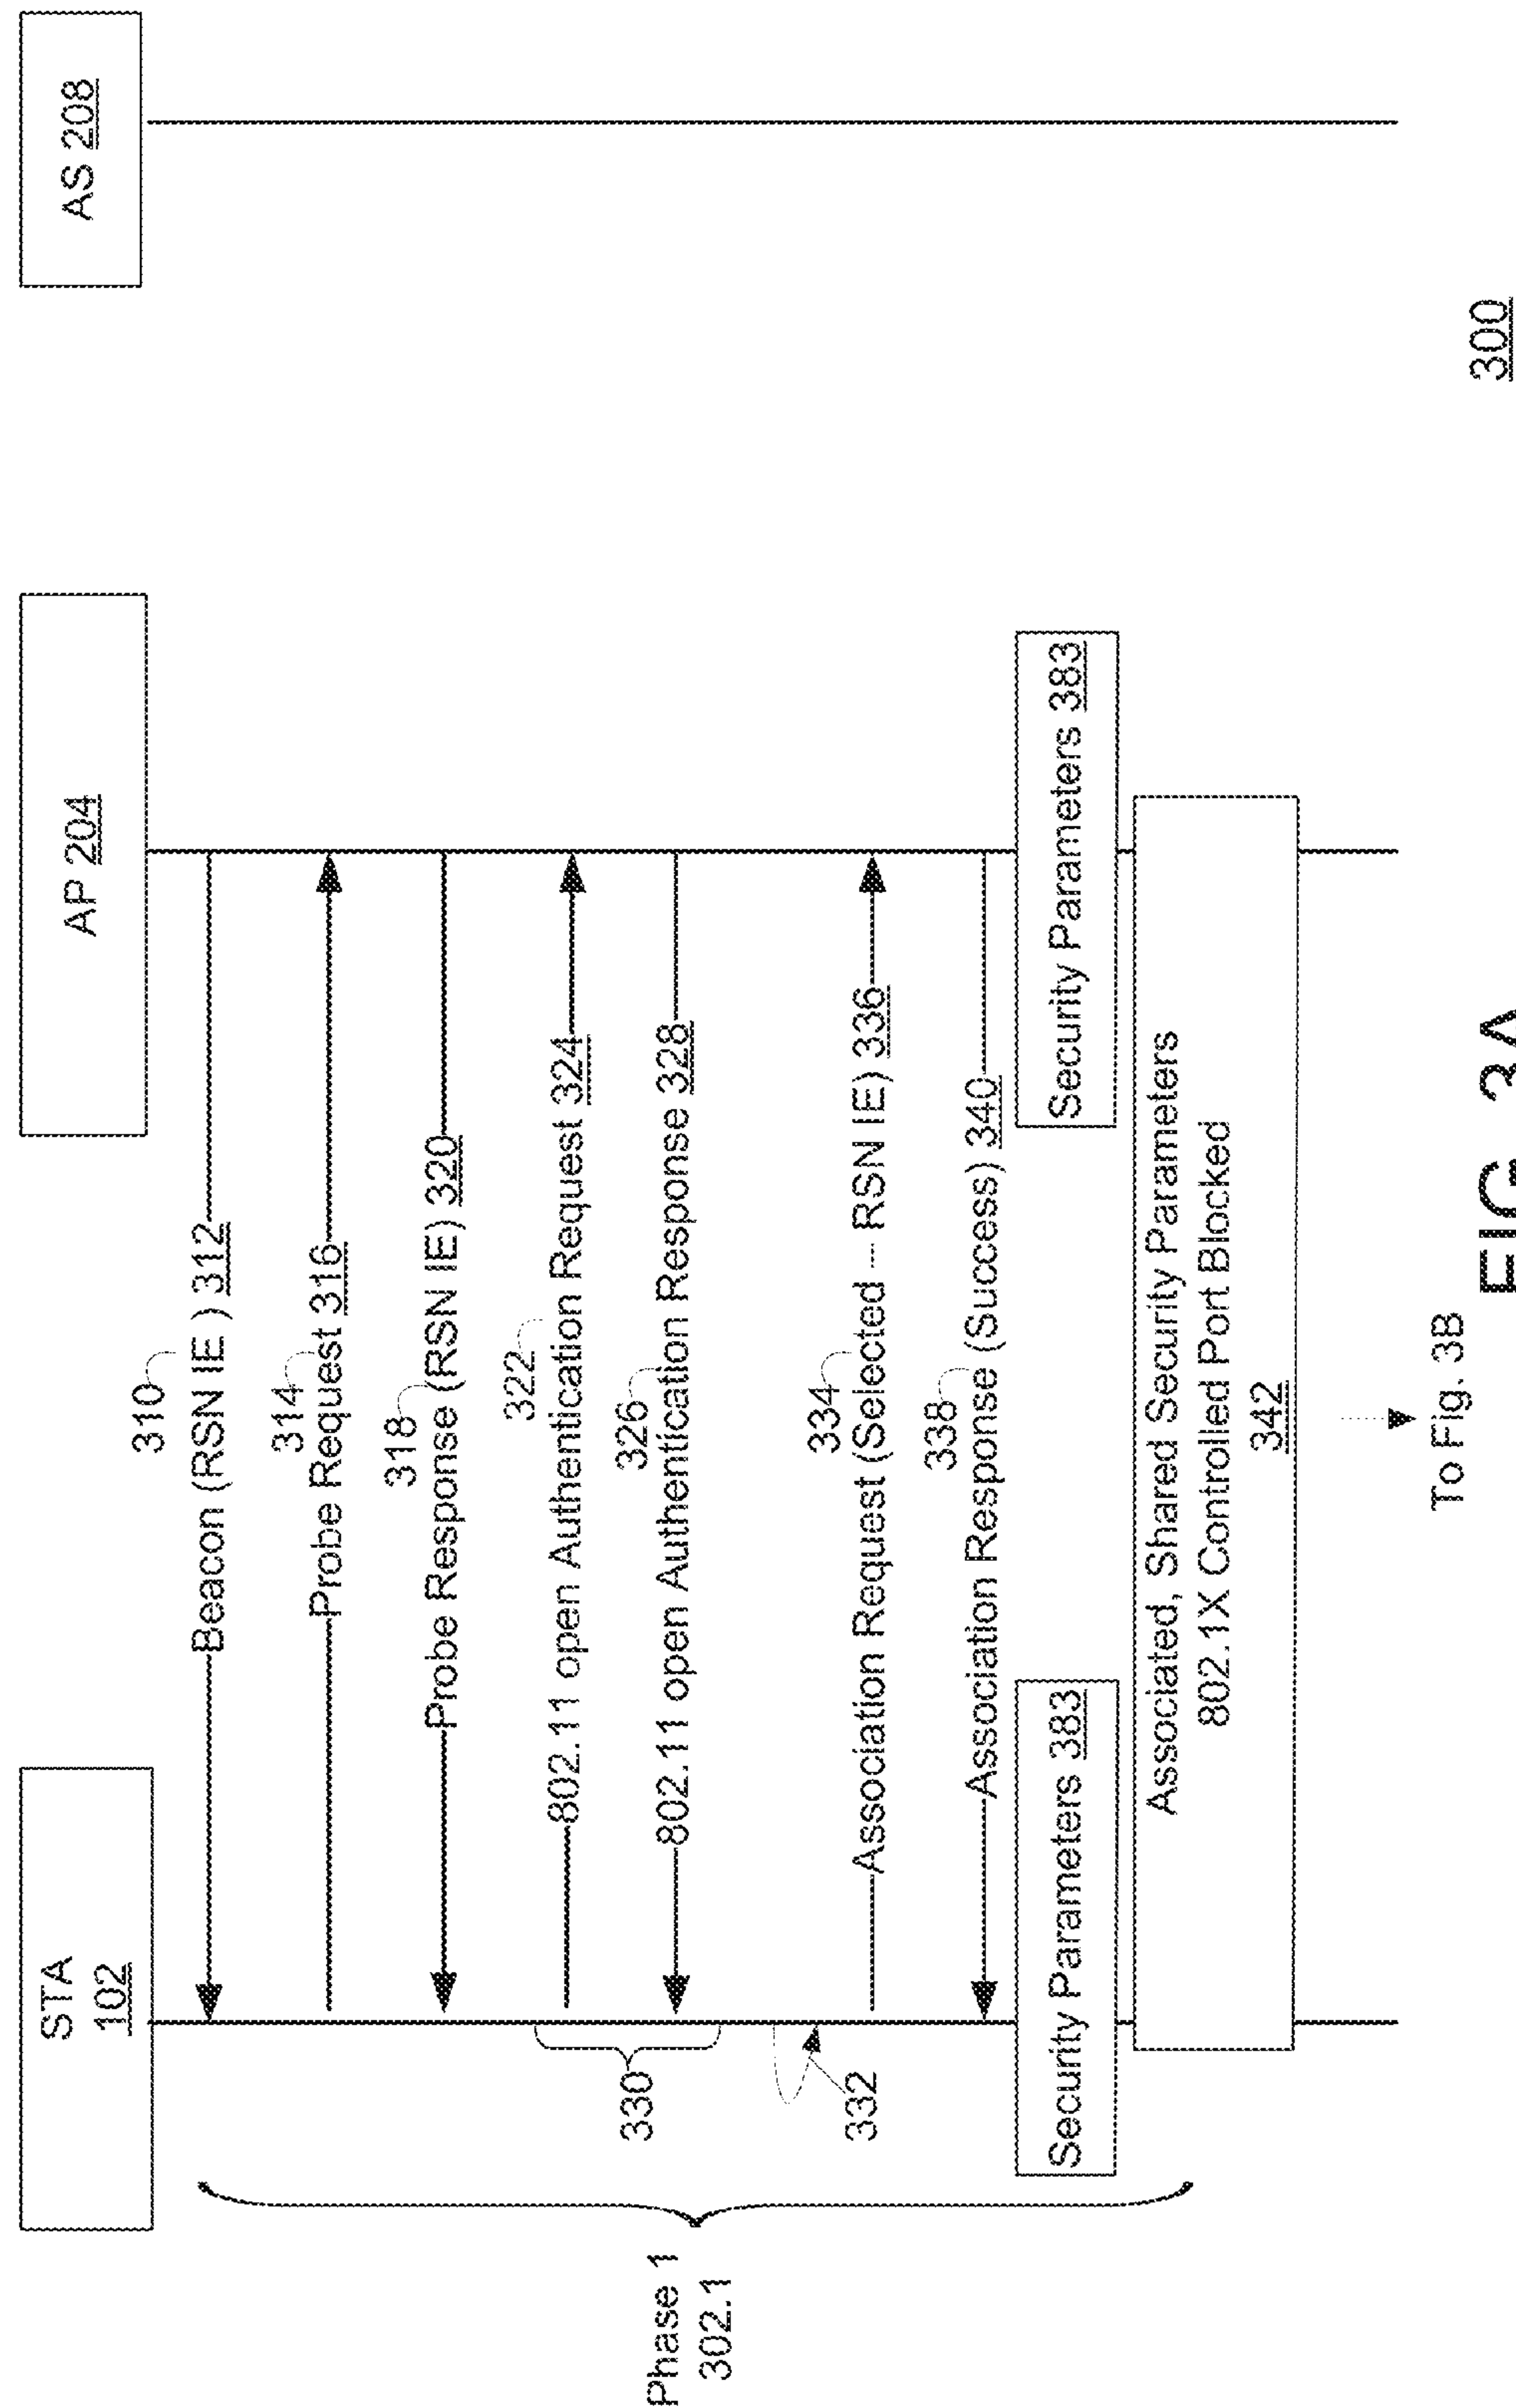 STA
102
AP 204
AS 208
310
Beacon (RSN IE ) 312
314
Probe Request 316
318
Probe Response (RSN IE) 320
322
802.11 open Authentication Request 324
326
802.11 open Authentication Response 328
330
332
334
Association Request (Selected -- RSN IE) 336
338
Association Response (Success) 340
Phase 1
302.1
Security Parameters 383
Security Parameters 383
Associated, Shared Security Parameters
802.1X Controlled Port Blocked
342
To Fig. 3B
FIG. 3A
300